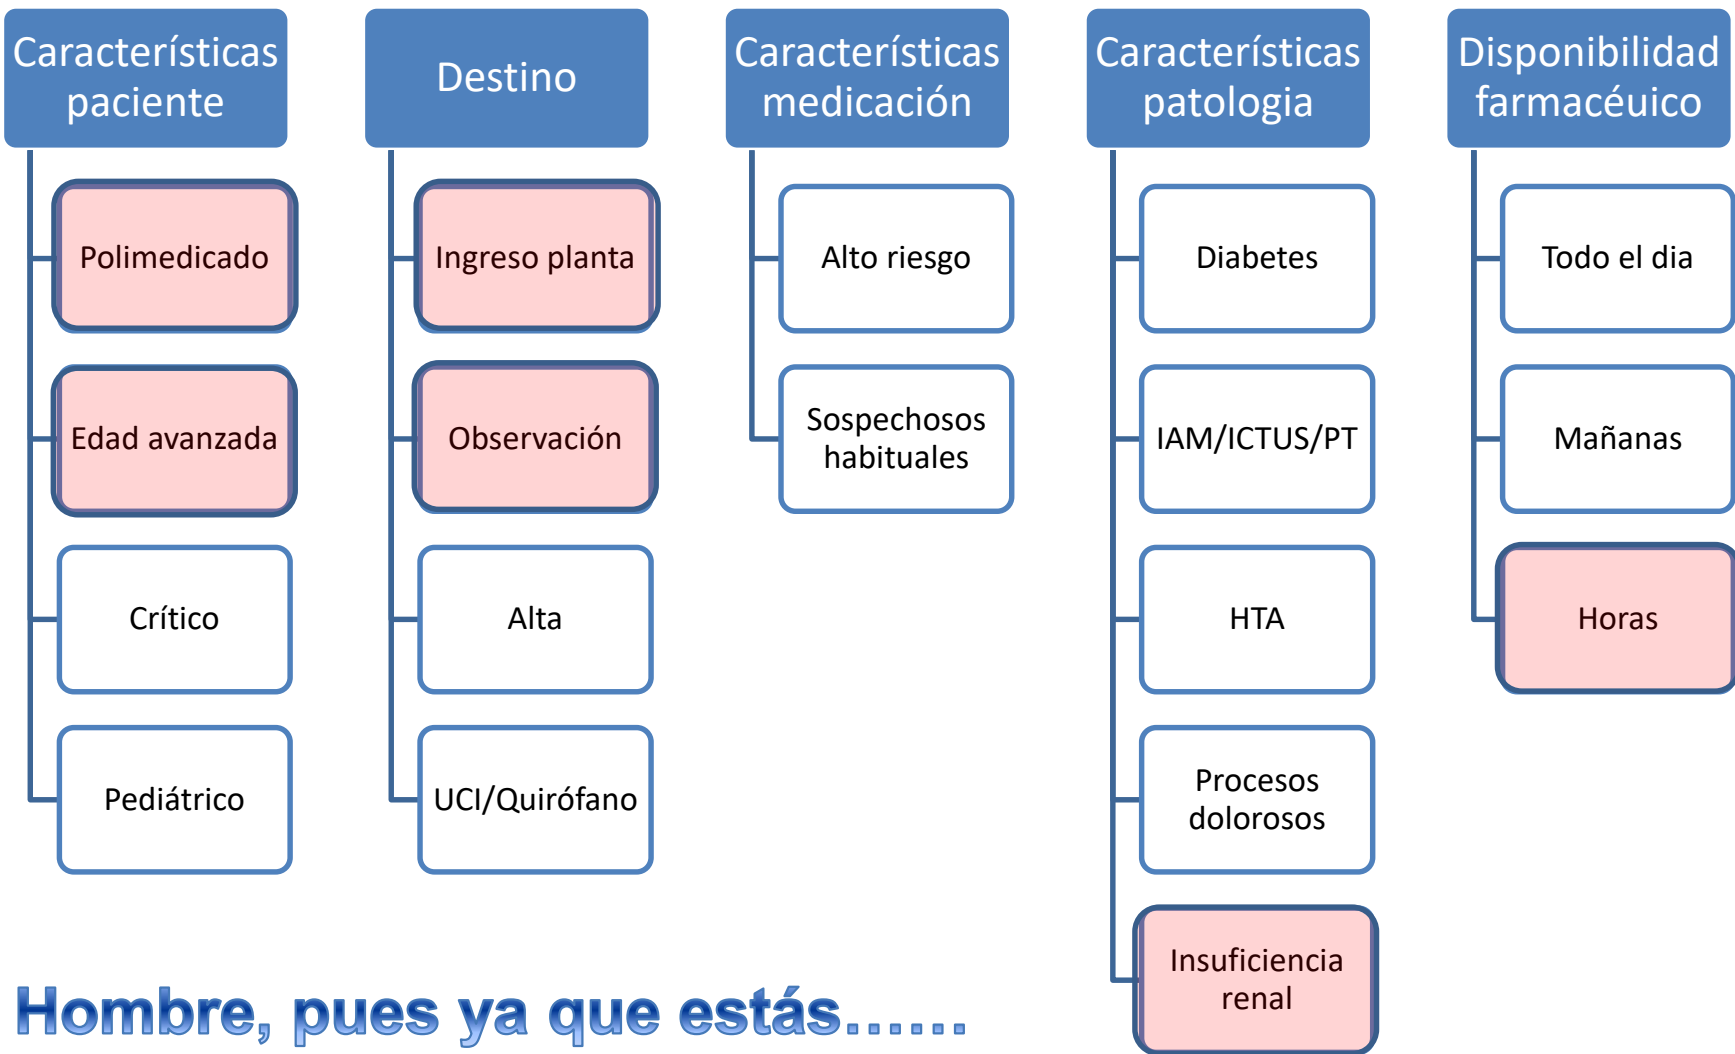 Características
paciente
Polimedicado
Edad avanzada
Crítico
Pediátrico
Destino
Ingreso planta
Observación
Alta
UCI/Quirófano
Características
medicación
Alto riesgo
Sospechosos
habituales
Características
patologia
Diabetes
IAM/ICTUS/PT
HTA
Procesos
dolorosos
Insuficiencia
renal
Disponibilidad
farmacéuico
Todo el dia
Mañanas
Horas
Hombre, pues ya que estás......